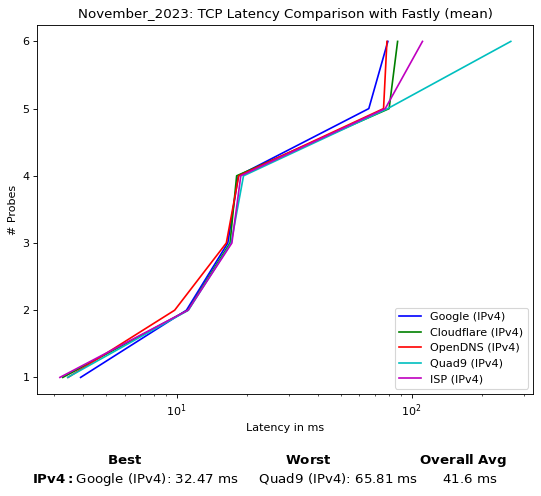 November_2023: TCP Latency Comparison with Fastly (mean)
6
5
4
3
2
1
# Probes
10^1
10^2
Latency in ms
Google (IPv4)
Cloudflare (IPv4)
OpenDNS (IPv4)
Quad9 (IPv4)
ISP (IPv4)
Best Worst Overall Avg
IPv4: Google (IPv4): 32.47 ms Quad9 (IPv4): 65.81 ms 41.6 ms